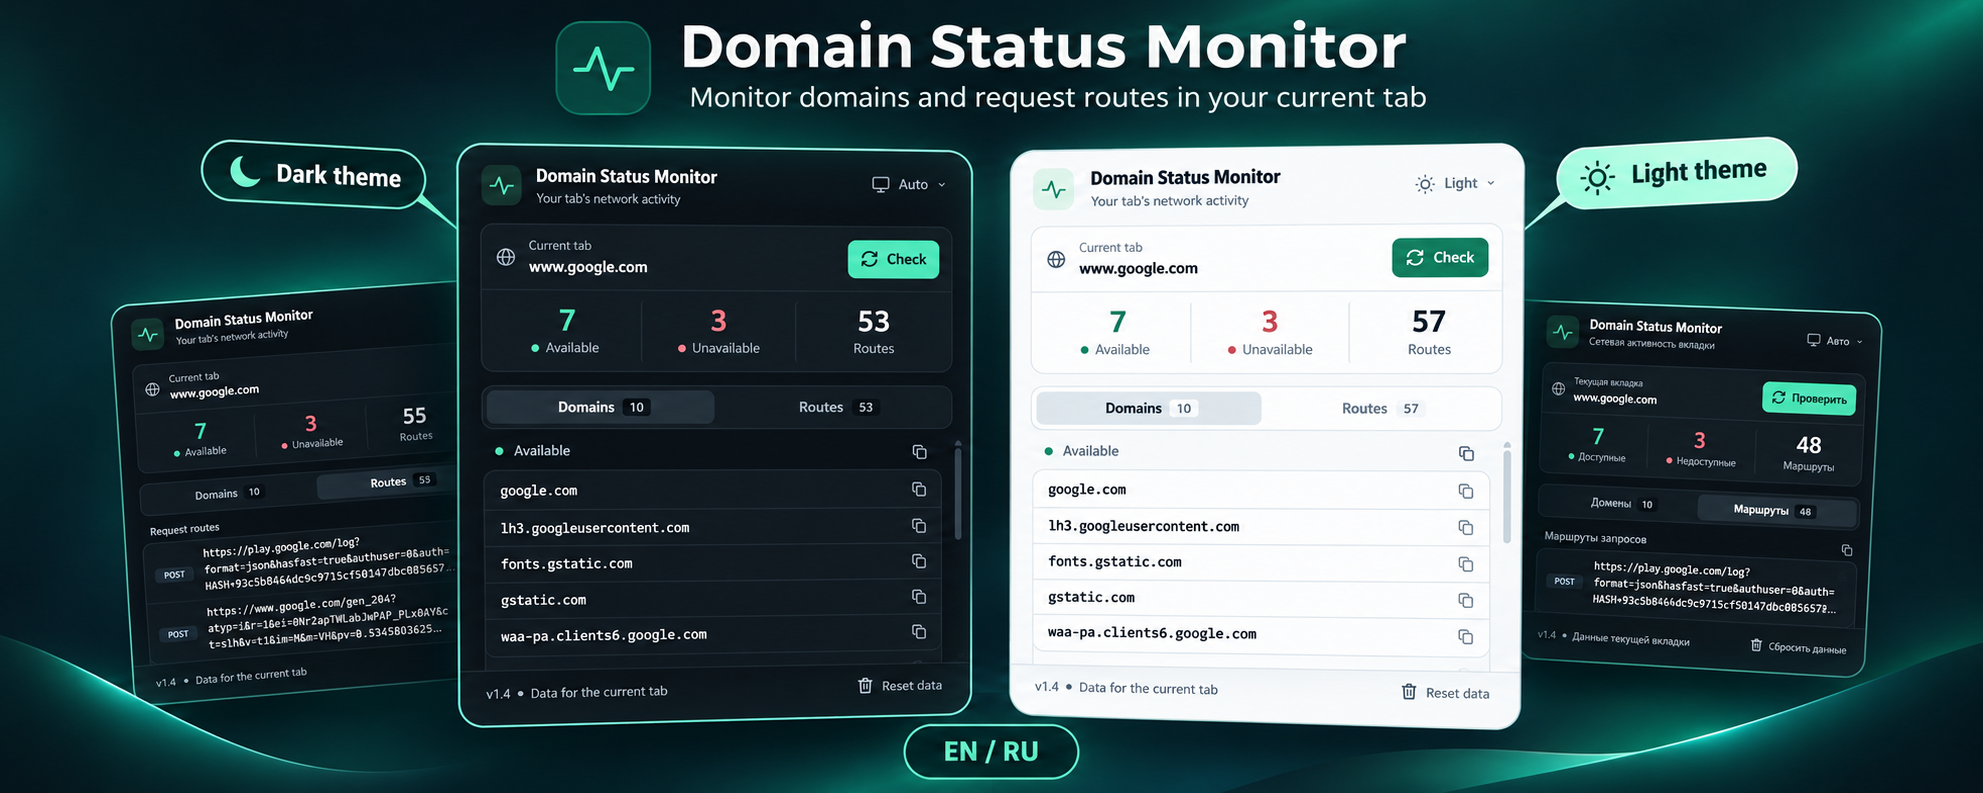 Domain Status Monitor
Monitor domains and request routes in your current tab
Dark theme
Light theme
Domain Status Monitor
Your tab's network activity
Current tab
www.google.com
7
Available
3
Unavailable
55
Routes
Domains 10
Routes
Request routes
POST
https://play.google.com/log?
format=json&hasfast=true&authuser=0&auth=
POST
https://www.google.com/gen_204?
v1.4 • Data for the current tab
Domain Status Monitor
Your tab's network activity
Auto
Current tab
www.google.com
Check
7
Available
3
Unavailable
53
Routes
Domains 10
Routes 53
Available
google.com
lh3.googleusercontent.com
fonts.gstatic.com
gstatic.com
waa-pa.clients6.google.com
v1.4 • Data for the current tab
Reset data
Domain Status Monitor
Your tab's network activity
Light
Current tab
www.google.com
Check
7
Available
3
Unavailable
57
Routes
Domains 10
Routes 57
Available
google.com
lh3.googleusercontent.com
fonts.gstatic.com
gstatic.com
waa-pa.clients6.google.com
v1.4 • Data for the current tab
Reset data
Domain Status Monitor
Сетевая активность вкладки
Авто
Текущая вкладка
www.google.com
Проверить
7
Доступные
3
Недоступные
48
Маршруты
Домены 10
Маршруты 48
Маршруты запросов
POST
https://play.google.com/log?
format=json&hasfast=true&authuser=0&auth=
v1.4 • Данные текущей вкладки
Сбросить данные
EN / RU